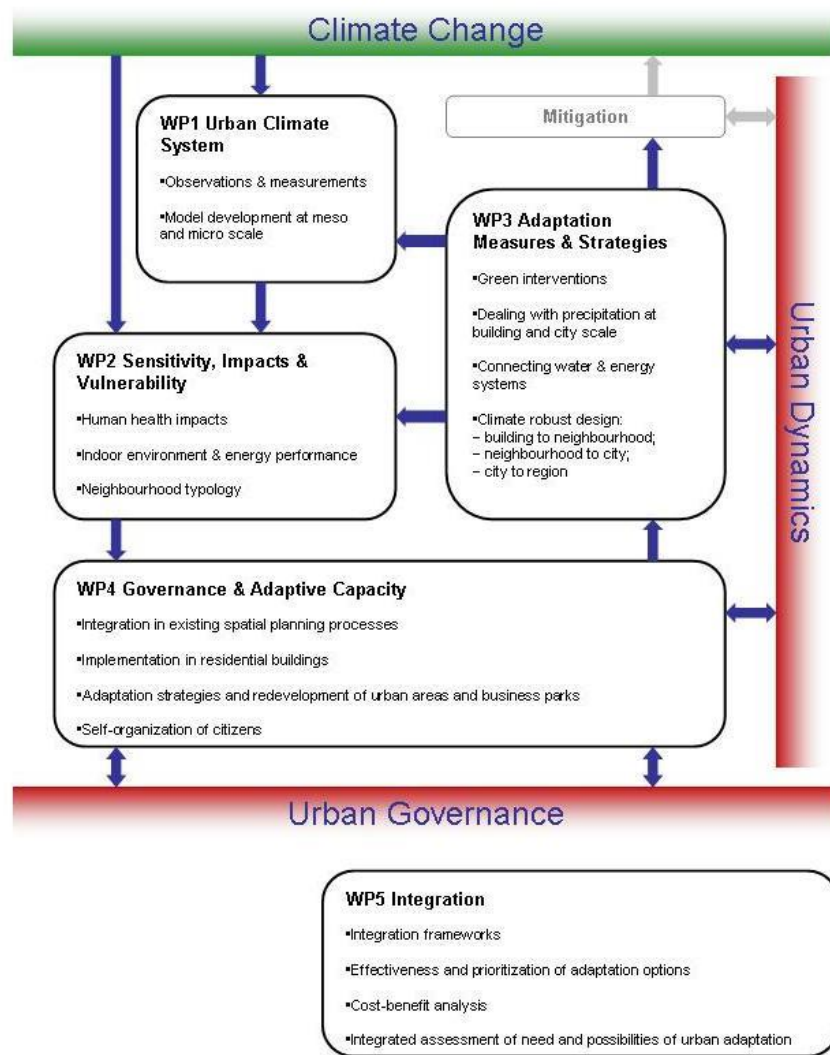 Climate Change
WP1 Urban Climate
System
▪Observations & measurements
▪Model development at meso
and micro scale
Mitigation
WP3 Adaptation
Measures & Strategies
▪Green interventions
▪Dealing with precipitation at
building and city scale
▪Connecting water & energy
systems
▪Climate robust design:
– building to neighbourhood;
– neighbourhood to city;
– city to region
WP2 Sensitivity, Impacts &
Vulnerability
▪Human health impacts
▪Indoor environment & energy performance
▪Neighbourhood typology
Urban Dynamics
WP4 Governance & Adaptive Capacity
▪Integration in existing spatial planning processes
▪Implementation in residential buildings
▪Adaptation strategies and redevelopment of urban areas and business parks
▪Self-organization of citizens
Urban Governance
WP5 Integration
▪Integration frameworks
▪Effectiveness and prioritization of adaptation options
▪Cost-benefit analysis
▪Integrated assessment of need and possibilities of urban adaptation